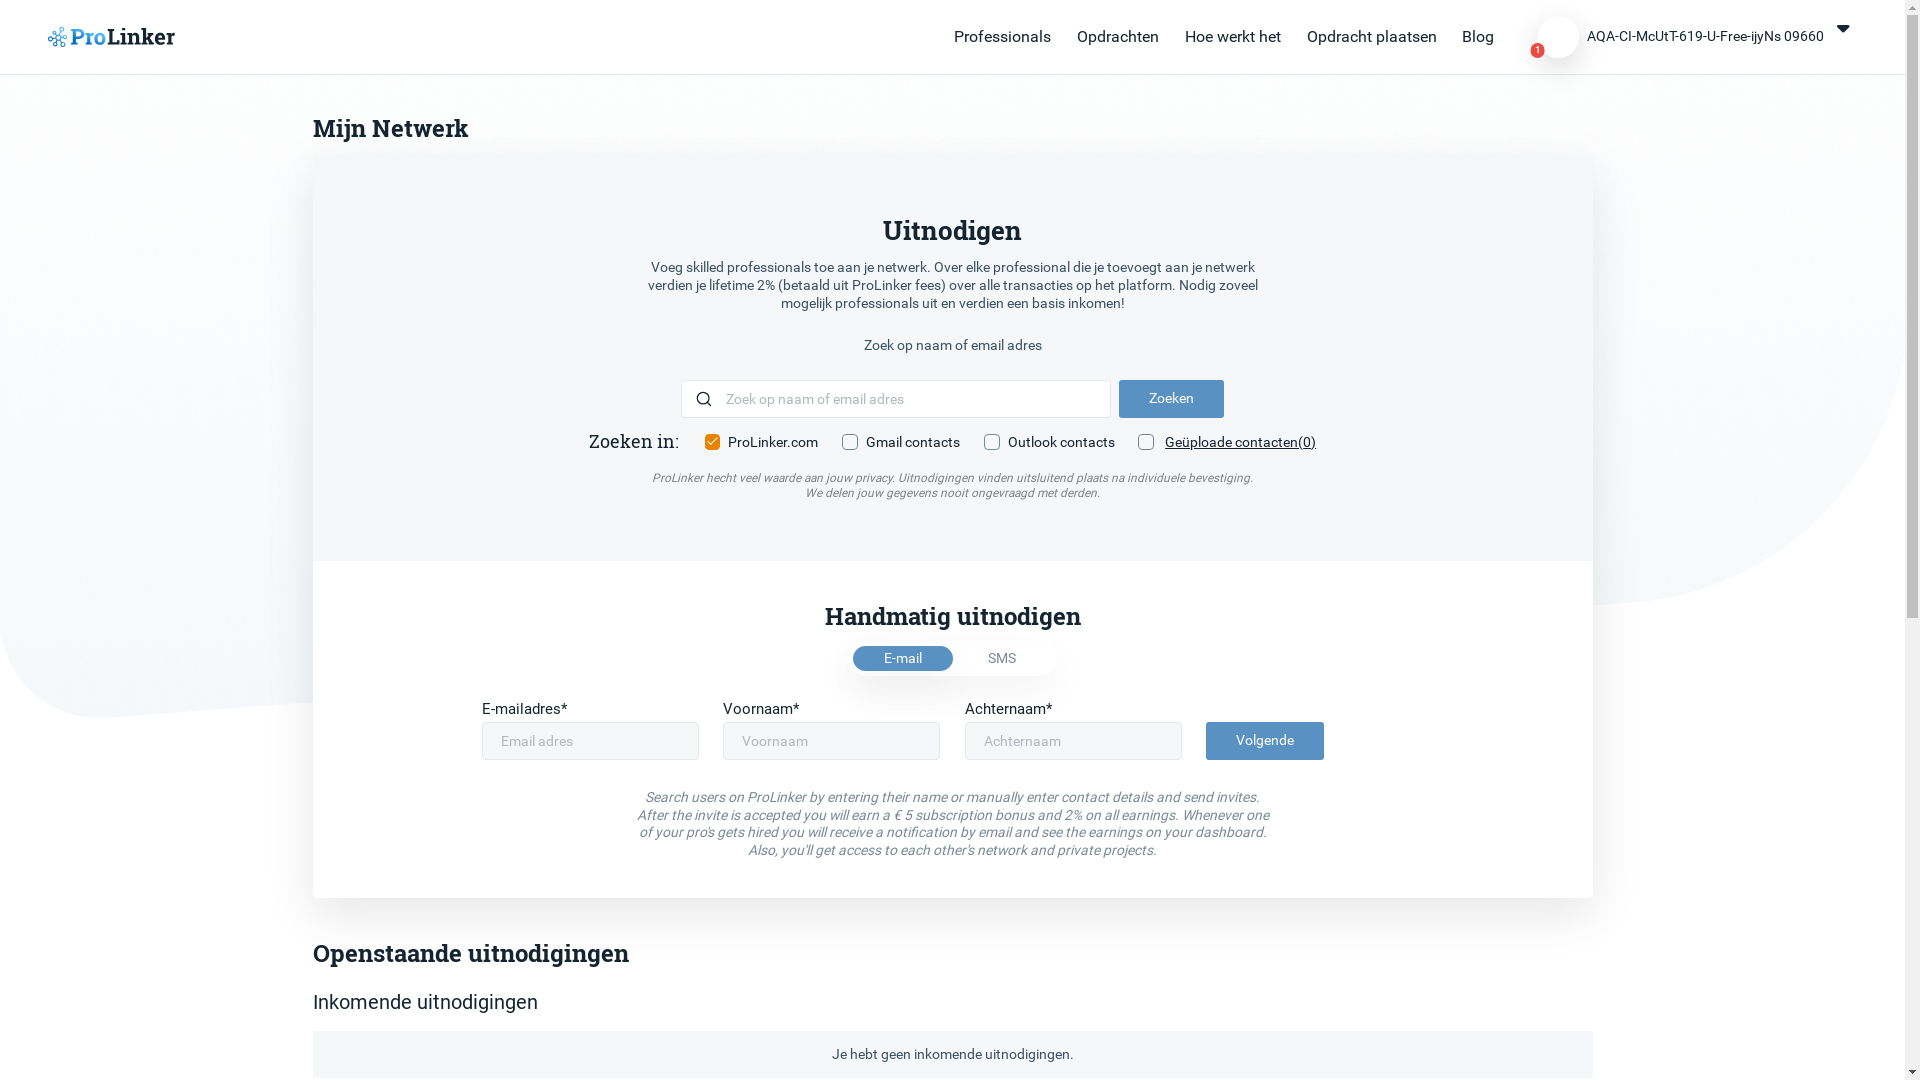 ProLinker
Professionals Opdrachten Hoe werkt het Opdracht plaatsen Blog
1 AQA-CI-McUtT-619-U-Free-ijyNs 09660
Mijn Netwerk
Uitnodigen
Voeg skilled professionals toe aan je netwerk. Over elke professional die je toevoegt aan je netwerk
verdien je lifetime 2% (betaald uit ProLinker fees) over alle transacties op het platform. Nodig zoveel
mogelijk professionals uit en verdien een basis inkomen!
Zoek op naam of email adres
Zoek op naam of email adres Zoeken
Zoeken in: ProLinker.com Gmail contacts Outlook contacts Geüploade contacten(0)
ProLinker hecht veel waarde aan jouw privacy. Uitnodigingen vinden uitsluitend plaats na individuele bevestiging.
We delen jouw gegevens nooit ongevraagd met derden.
Handmatig uitnodigen
E-mail SMS
E-mailadres* Voornaam* Achternaam*
Email adres Voornaam Achternaam Volgende
Search users on ProLinker by entering their name or manually enter contact details and send invites.
After the invite is accepted you will earn a € 5 subscription bonus and 2% on all earnings. Whenever one
of your pro's gets hired you will receive a notification by email and see the earnings on your dashboard.
Also, you'll get access to each other's network and private projects.
Openstaande uitnodigingen
Inkomende uitnodigingen
Je hebt geen inkomende uitnodigingen.